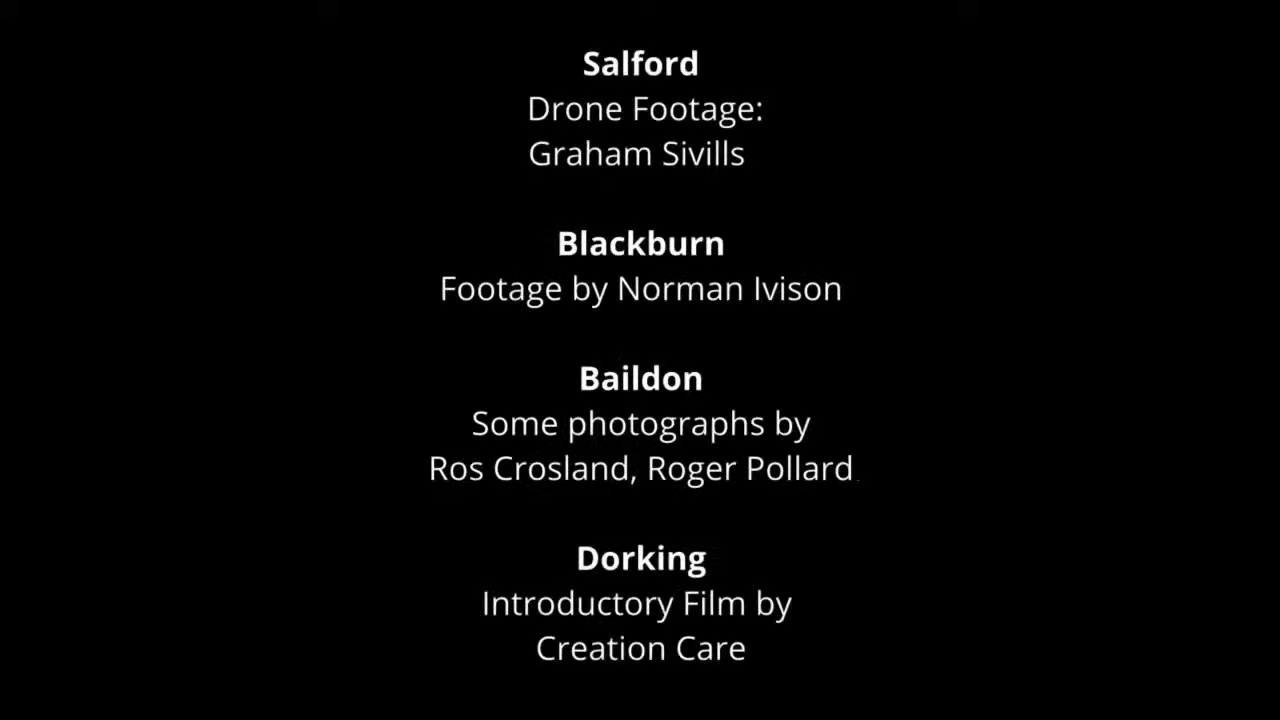 Salford
Drone Footage:
Graham Sivills
Blackburn
Footage by Norman Ivison
Baildon
Some photographs by
Ros Crosland, Roger Pollard
Dorking
Introductory Film by
Creation Care